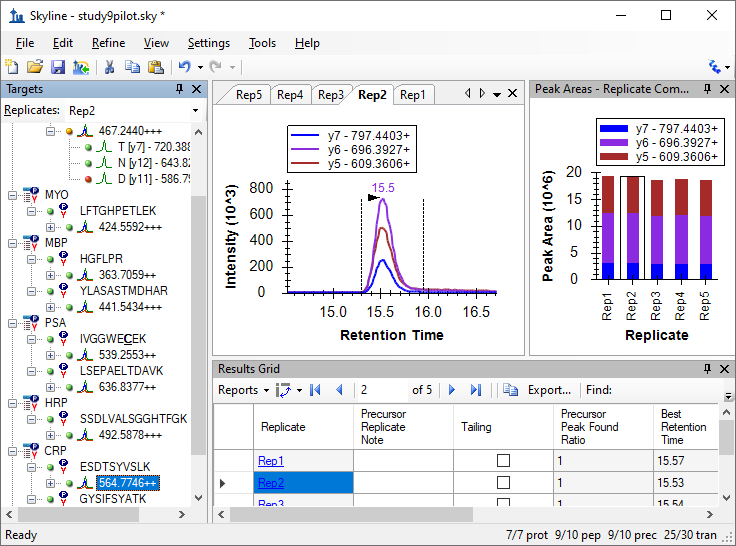 Skyline - study9pilot.sky *
File Edit Refine View Settings Tools Help
Targets
Replicates: Rep2
467.2440+++
T [y7] - 720.388
N [y12] - 643.82
D [y11] - 586.79
MYO
LFTGHPETLEK
424.5592+++
MBP
HGFLPR
363.7059++
YLASASTMDHAR
441.5434+++
PSA
IVGGWECEK
539.2553++
LSEPAELTDAVK
636.8377++
HRP
SSDLVALSGGHTFGK
492.5878+++
CRP
ESDTSYVSLK
564.7746++
GYSIFSYATK
Rep5 Rep4 Rep3 Rep2 Rep1
y7 - 797.4403+
y6 - 696.3927+
y5 - 609.3606+
15.5
800
600
400
200
0
Intensity (10^3)
15.0 15.5 16.0 16.5
Retention Time
Peak Areas - Replicate Com...
y7 - 797.4403+
y6 - 696.3927+
y5 - 609.3606+
20
15
10
5
0
Peak Area (10^6)
Rep1 Rep2 Rep3 Rep4 Rep5
Replicate
Results Grid
Reports 2 of 5 Export... Find:
Replicate Precursor Replicate Note Tailing Precursor Peak Found Ratio Best Retention Time
Rep1 1 15.57
Rep2 1 15.53
Rep3 1 15.54
Ready 7/7 prot 9/10 pep 9/10 prec 25/30 tran